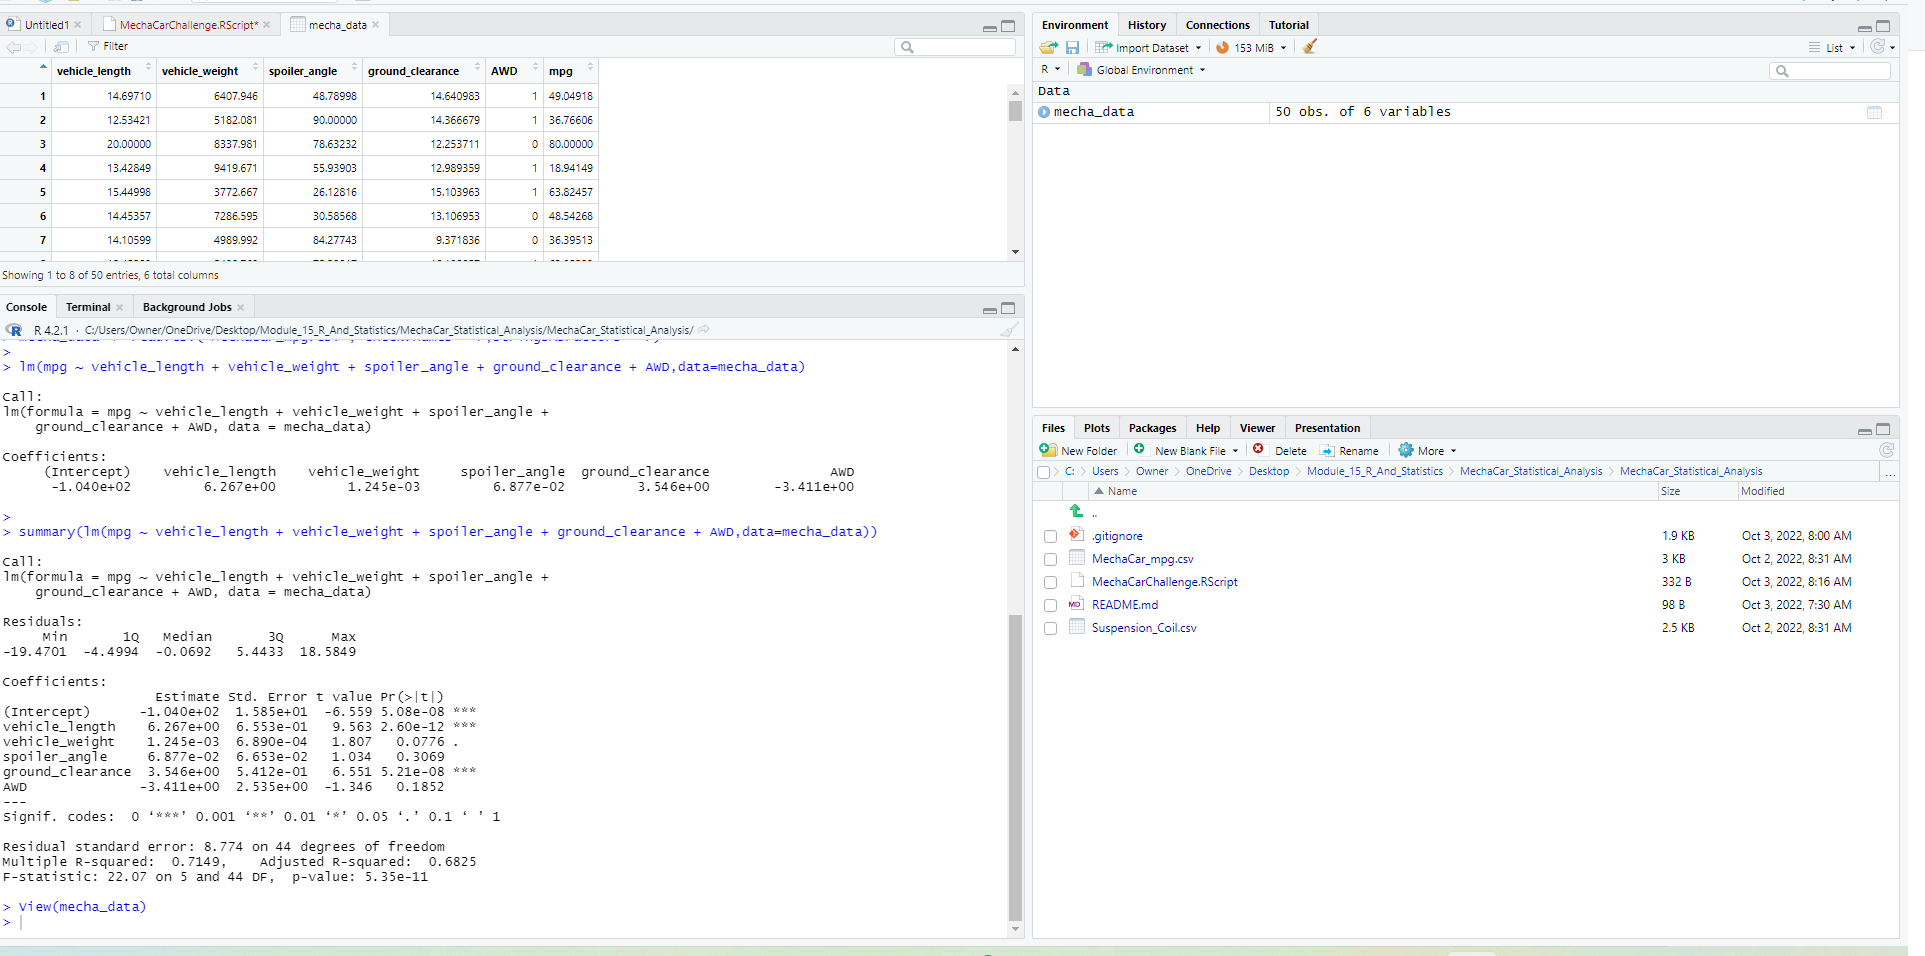 Untitled1
MechaCarChallenge.RScript*
mecha_data
Filter
vehicle_length vehicle_weight spoiler_angle ground_clearance AWD mpg
1 14.69710 6407.946 48.78998 14.640983 1 49.04918
2 12.53421 5182.081 90.00000 14.366679 1 36.76606
3 20.00000 8337.981 78.63232 12.253711 0 80.00000
4 13.42849 9419.671 55.93903 12.989359 1 18.94149
5 15.44998 3772.667 26.12816 15.103963 1 63.82457
6 14.45357 7286.595 30.58568 13.106953 0 48.54268
7 14.10599 4989.992 84.27743 9.371836 0 36.39513
Showing 1 to 8 of 50 entries, 6 total columns
Console Terminal Background Jobs
R 4.2.1 · C:/Users/Owner/OneDrive/Desktop/Module_15_R_And_Statistics/MechaCar_Statistical_Analysis/MechaCar_Statistical_Analysis/
>
> lm(mpg ~ vehicle_length + vehicle_weight + spoiler_angle + ground_clearance + AWD,data=mecha_data)
Call:
lm(formula = mpg ~ vehicle_length + vehicle_weight + spoiler_angle +
ground_clearance + AWD, data = mecha_data)
Coefficients:
(Intercept) vehicle_length vehicle_weight spoiler_angle ground_clearance AWD
-1.040e+02 6.267e+00 1.245e-03 6.877e-02 3.546e+00 -3.411e+00
>
> summary(lm(mpg ~ vehicle_length + vehicle_weight + spoiler_angle + ground_clearance + AWD,data=mecha_data))
Call:
lm(formula = mpg ~ vehicle_length + vehicle_weight + spoiler_angle +
ground_clearance + AWD, data = mecha_data)
Residuals:
Min 1Q Median 3Q Max
-19.4701 -4.4994 -0.0692 5.4433 18.5849
Coefficients:
Estimate Std. Error t value Pr(>|t|)
(Intercept) -1.040e+02 1.585e+01 -6.559 5.08e-08 ***
vehicle_length 6.267e+00 6.553e-01 9.563 2.60e-12 ***
vehicle_weight 1.245e-03 6.890e-04 1.807 0.0776 .
spoiler_angle 6.877e-02 6.653e-02 1.034 0.3069
ground_clearance 3.546e+00 5.412e-01 6.551 5.21e-08 ***
AWD -3.411e+00 2.535e+00 -1.346 0.1852
---
Signif. codes: 0 ‘***’ 0.001 ‘**’ 0.01 ‘*’ 0.05 ‘.’ 0.1 ‘ ’ 1
Residual standard error: 8.774 on 44 degrees of freedom
Multiple R-squared: 0.7149, Adjusted R-squared: 0.6825
F-statistic: 22.07 on 5 and 44 DF, p-value: 5.35e-11
> View(mecha_data)
>
Environment History Connections Tutorial
Import Dataset 153 MiB List
R Global Environment
Data
mecha_data 50 obs. of 6 variables
Files Plots Packages Help Viewer Presentation
New Folder New Blank File Delete Rename More
C: Users Owner OneDrive Desktop Module_15_R_And_Statistics MechaCar_Statistical_Analysis MechaCar_Statistical_Analysis ...
Name Size Modified
..
.gitignore 1.9 KB Oct 3, 2022, 8:00 AM
MechaCar_mpg.csv 3 KB Oct 2, 2022, 8:31 AM
MechaCarChallenge.RScript 332 B Oct 3, 2022, 8:16 AM
MD README.md 98 B Oct 3, 2022, 7:30 AM
Suspension_Coil.csv 2.5 KB Oct 2, 2022, 8:31 AM